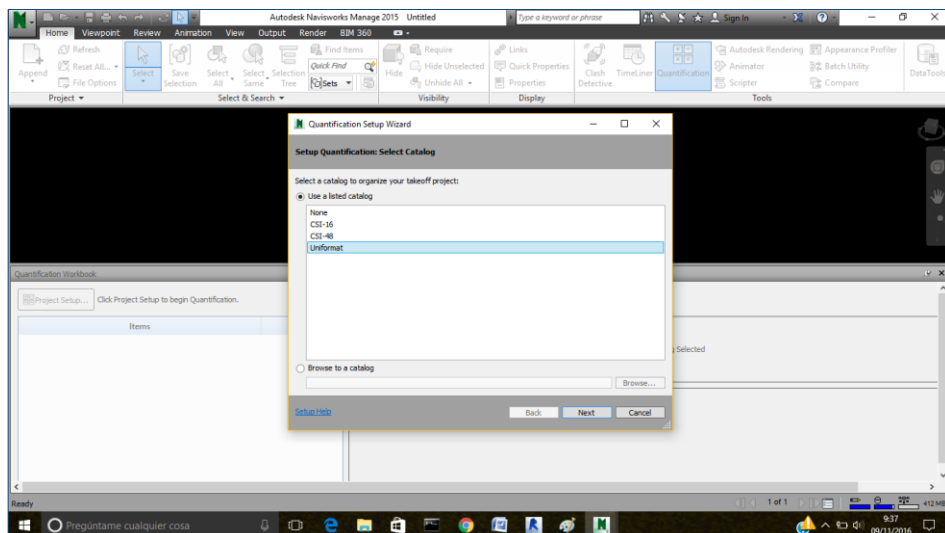 Autodesk Navisworks Manage 2015 Untitled
Type a keyword or phrase
Sign In
Home Viewpoint Review Animation View Output Render BIM 360
Append
Refresh
Reset All...
File Options
Project
Select
Save Selection
Select All
Select Same
Selection Tree
Find Items
Quick Find
Sets
Select & Search
Hide
Require
Hide Unselected
Unhide All
Visibility
Links
Quick Properties
Properties
Display
Clash Detective
TimeLiner
Quantification
Autodesk Rendering
Animator
Scripter
Appearance Profiler
Batch Utility
Compare
Tools
DataTools
Quantification Setup Wizard
Setup Quantification: Select Catalog
Select a catalog to organize your takeoff project:
Use a listed catalog
None
CSI-16
CSI-48
Uniformat
Browse to a catalog
Browse...
Setup Help
Back
Next
Cancel
Quantification Workbook
Project Setup...
Click Project Setup to begin Quantification.
Items
Selected
Ready
1 of 1
412 MB
Pregúntame cualquier cosa
9:37
09/11/2016